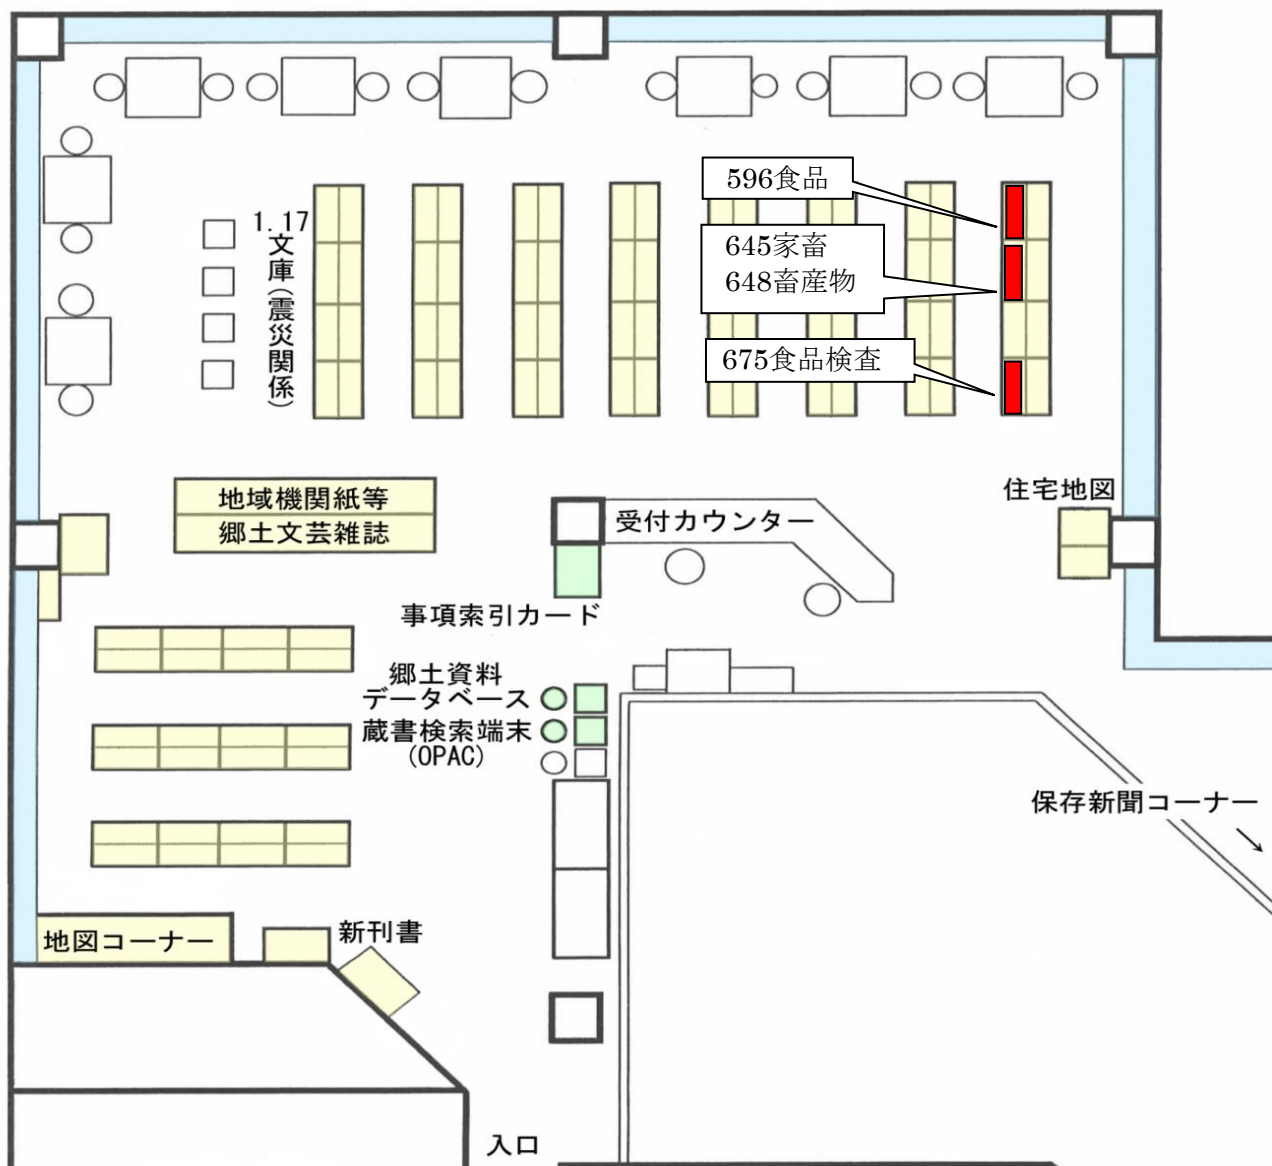 596食品
1.17
文庫(震災関係)
645家畜
648畜産物
675食品検査
地域機関紙等
郷土文芸雑誌
受付カウンター
住宅地図
事項索引カード
郷土資料
データベース
蔵書検索端末
(OPAC)
保存新聞コーナー
→
地図コーナー
新刊書
入口